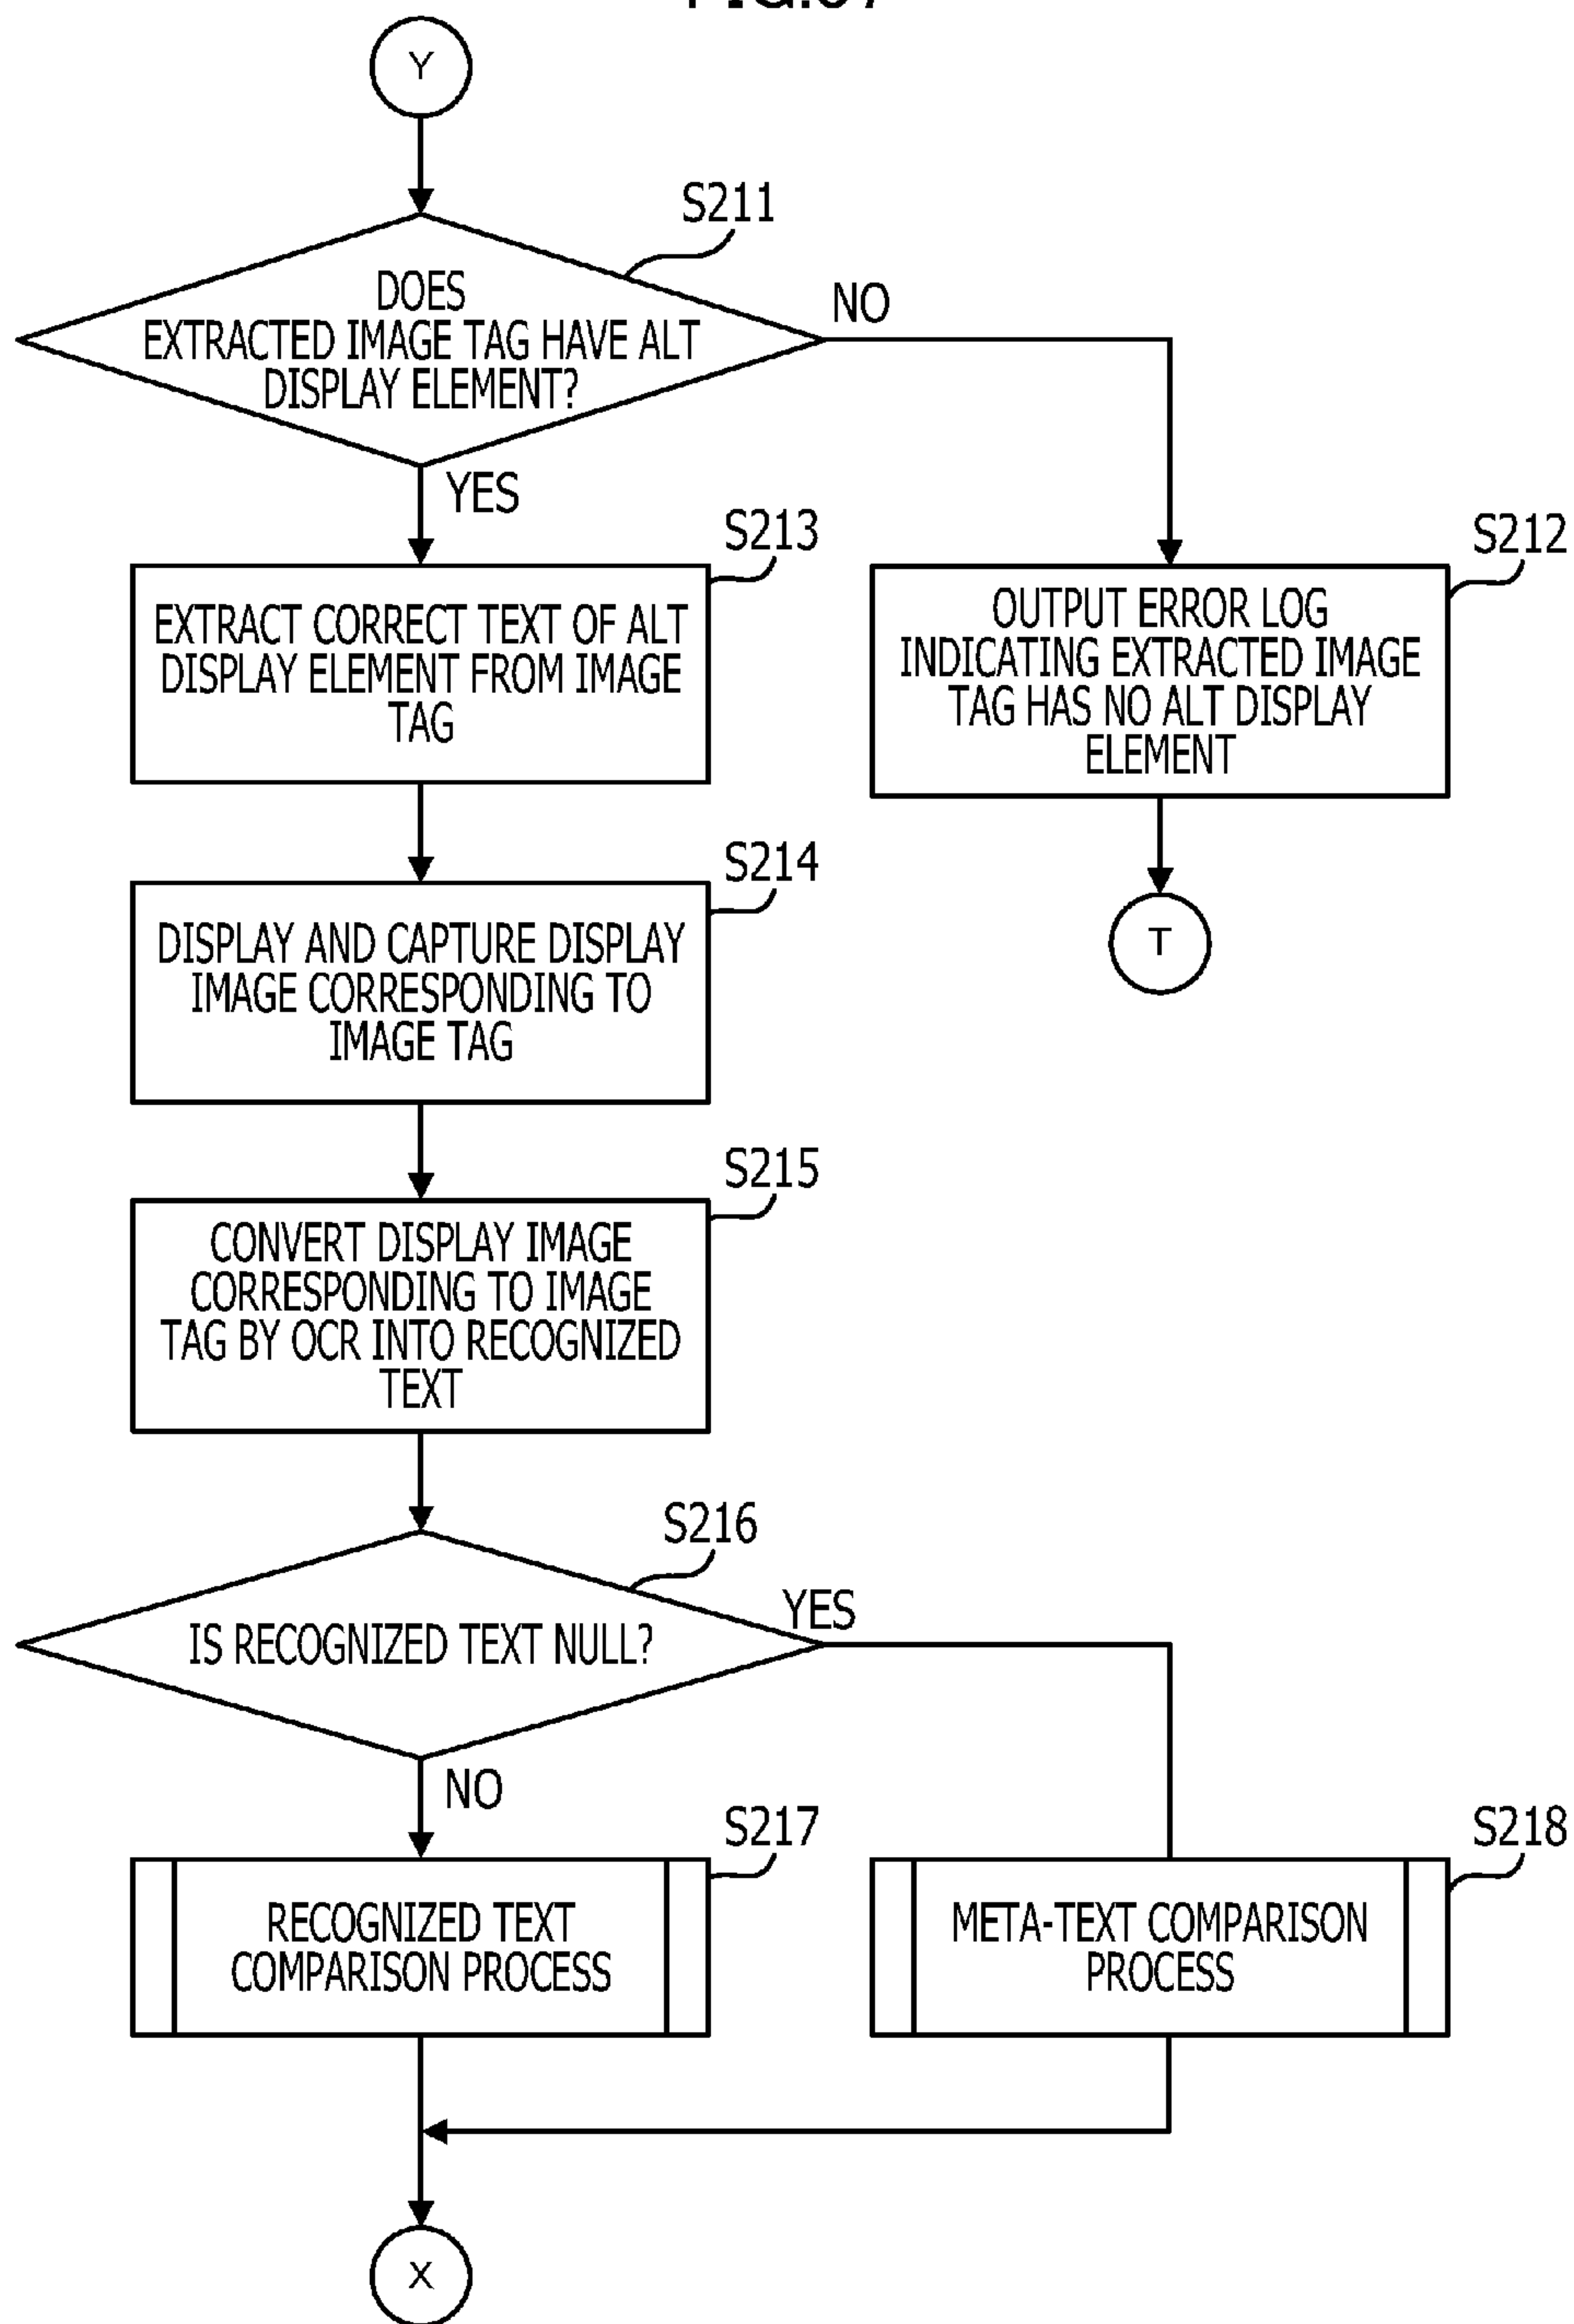 Y
S211
DOES
EXTRACTED IMAGE TAG HAVE ALT
DISPLAY ELEMENT?
NO
YES
S213
EXTRACT CORRECT TEXT OF ALT
DISPLAY ELEMENT FROM IMAGE
TAG
S212
OUTPUT ERROR LOG
INDICATING EXTRACTED IMAGE
TAG HAS NO ALT DISPLAY
ELEMENT
T
S214
DISPLAY AND CAPTURE DISPLAY
IMAGE CORRESPONDING TO
IMAGE TAG
S215
CONVERT DISPLAY IMAGE
CORRESPONDING TO IMAGE
TAG BY OCR INTO RECOGNIZED
TEXT
S216
IS RECOGNIZED TEXT NULL?
YES
NO
S217
RECOGNIZED TEXT
COMPARISON PROCESS
S218
META-TEXT COMPARISON
PROCESS
X